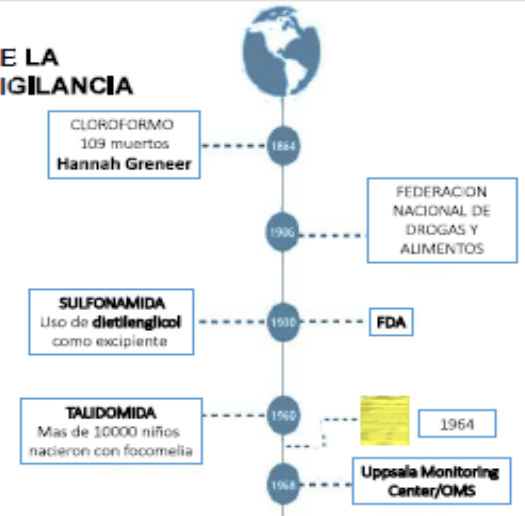 E LA
IGILANCIA
CLOROFORMO
109 muertos
Hannah Greneer
1864
FEDERACION
NACIONAL DE
DROGAS Y
ALIMENTOS
1906
SULFONAMIDA
Uso de dietilenglicol
como excipiente
FDA
TALIDOMIDA
Mas de 10000 niños
nacieron con focomelia
1960
1964
1968
Uppsala Monitoring
Center/OMS